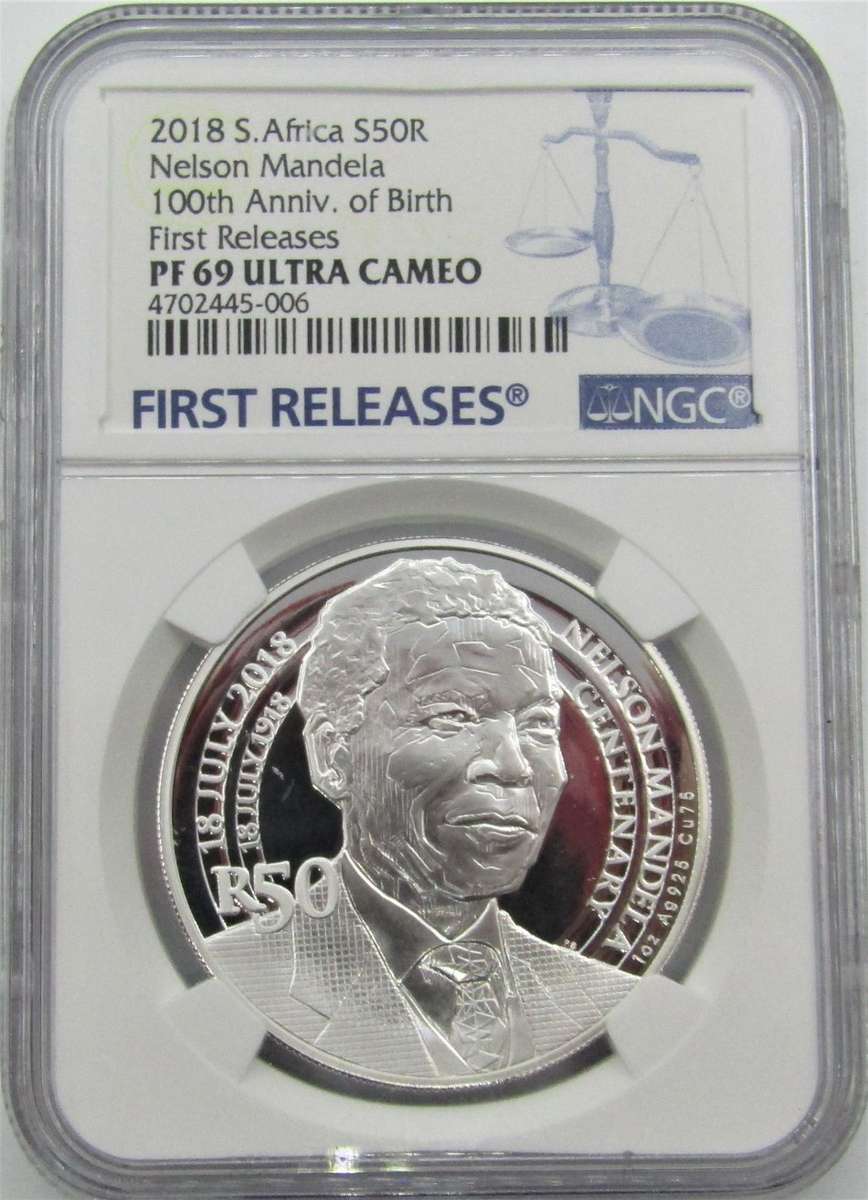 2018 S.Africa S50R
Nelson Mandela
100th Anniv. of Birth
First Releases
PF 69 ULTRA CAMEO
4702445-006
FIRST RELEASES®
NGC®
18 JULY 2018
18 JULY 1918
NELSON MANDELA
CENTENARY
R50
1oz Ag925 Cu75